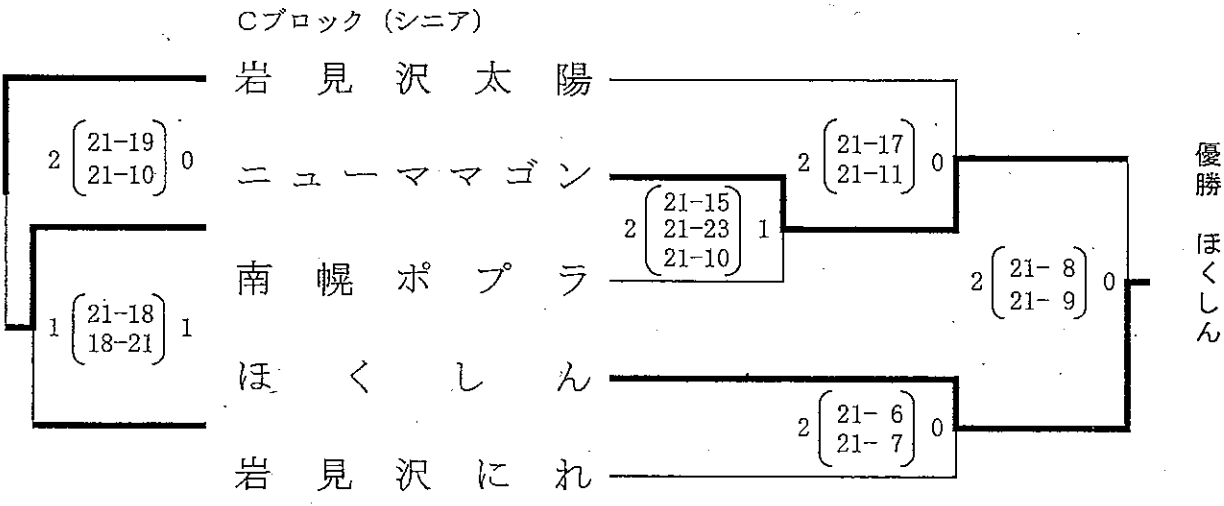 Cブロック(シニア)
岩見沢太陽
2 21-19 0
21-10
2 21-17 0
21-11
ニューママゴン
2 21-15 1
21-23
21-10
南幌ポプラ
1 21-18 1
18-21
2 21- 8 0
21- 9
ほくしん
2 21- 6 0
21- 7
岩見沢にれ
優勝 ほくしん